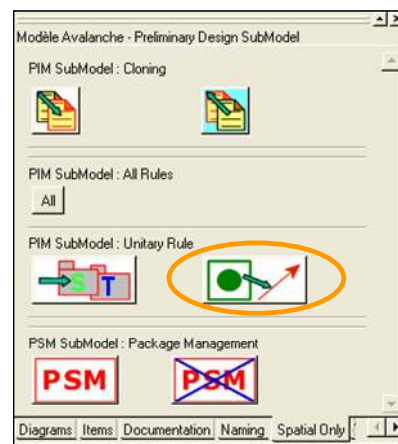 Modèle Avalanche - Preliminary Design SubModel
PIM SubModel : Cloning
PIM SubModel : All Rules
All
PIM SubModel : Unitary Rule
S T
PSM SubModel : Package Management
PSM PSM
Diagrams Items Documentation Naming Spatial Only